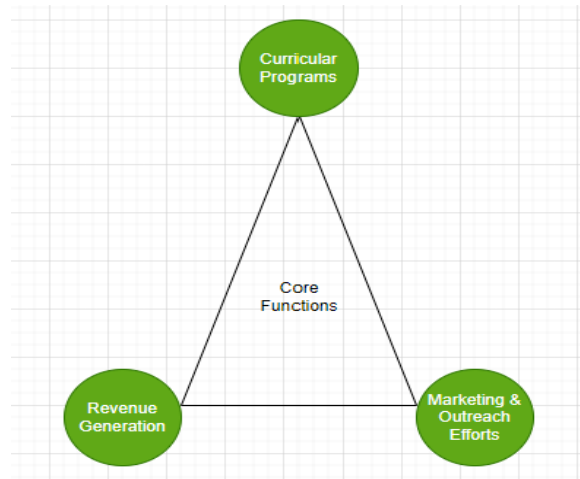 Curricular
Programs
Core
Functions
Revenue
Generation
Marketing &
Outreach
Efforts